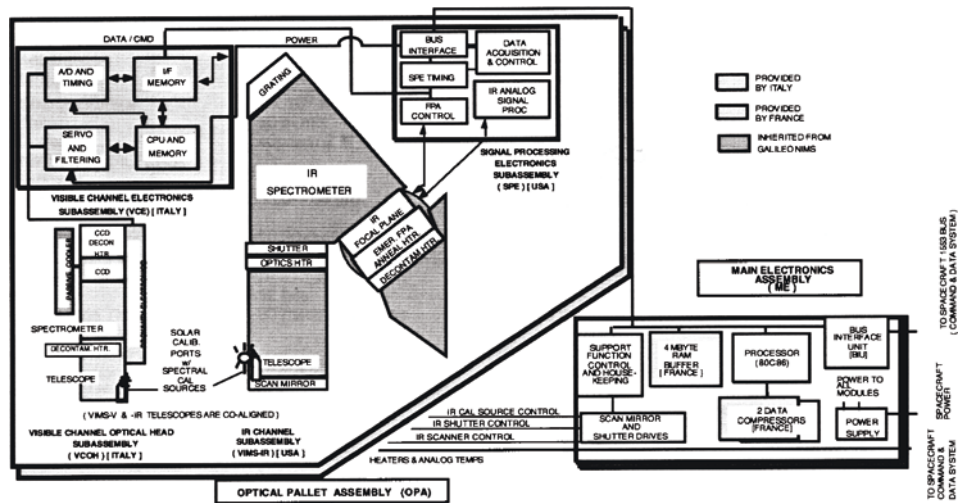 DATA / CMD
POWER
A/D AND
TIMING
I/F
MEMORY
SERVO
AND
FILTERING
CPU AND
MEMORY
VISIBLE CHANNEL ELECTRONICS
SUBASSEMBLY (VCE) [ ITALY ]
GRATING
IR
SPECTROMETER
BUS
INTERFACE
DATA
ACQUISITION
& CONTROL
SPE TIMING
FPA
CONTROL
IR ANALOG
SIGNAL
PROC
SIGNAL PROCESSING
ELECTRONICS
SUBASSEMBLY
( SPE ) [ USA ]
PROVIDED
BY ITALY
PROVIDED
BY FRANCE
INHERITED FROM
GALILEO NIMS
IR
FOCAL PLANE
EMER. FPA
ANNEAL HTR
DECONTAM HTR
SHUTTER
OPTICS HTR
TELESCOPE
SCAN MIRROR
CCD
DECON
HTR
CCD
PASSIVE COOLER
SPECTROMETER
DECONTAM. HTR.
TELESCOPE
SOLAR
CALIB.
PORTS
w/
SPECTRAL
CAL
SOURCES
( VIMS-V & -IR TELESCOPES ARE CO-ALIGNED )
VISIBLE CHANNEL OPTICAL HEAD
SUBASSEMBLY
( VCOH ) [ ITALY ]
IR CHANNEL
SUBASSEMBLY
( VIMS-IR ) [ USA ]
OPTICAL PALLET ASSEMBLY (OPA)
MAIN ELECTRONICS
ASSEMBLY
( ME )
SUPPORT
FUNCTION
CONTROL
AND HOUSE-
KEEPING
4 MBYTE
RAM
BUFFER
[ FRANCE ]
PROCESSOR
(80C86)
BUS
INTERFACE
UNIT
[BIU]
POWER TO
ALL
MODULES
SCAN MIRROR
AND
SHUTTER DRIVES
2 DATA
COMPRESSORS
[FRANCE]
POWER
SUPPLY
IR CAL SOURCE CONTROL
IR SHUTTER CONTROL
IR SCANNER CONTROL
HEATERS & ANALOG TEMPS
TO SPACECRAFT 1553 BUS
( COMMAND & DATA SYSTEM )
SPACECRAFT
POWER
TO SPACECRAFT
COMMAND &
DATA SYSTEM